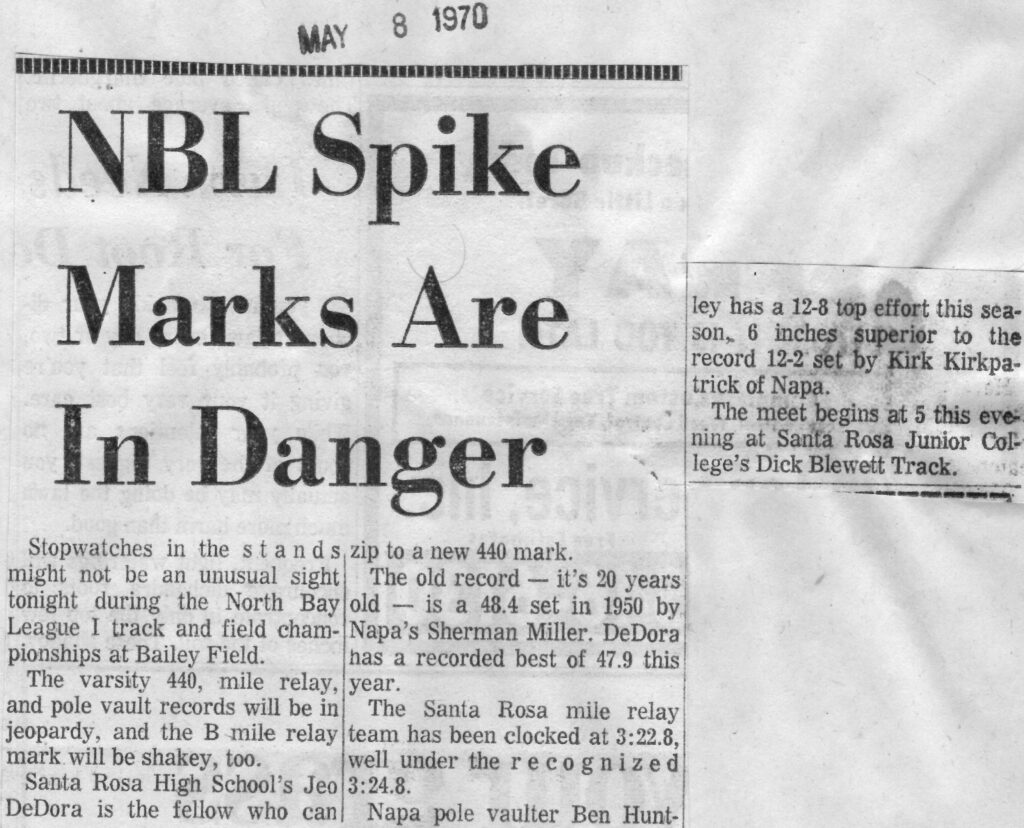 MAY 8 1970
NBL Spike
Marks Are
In Danger
Stopwatches in the stands
might not be an unusual sight
tonight during the North Bay
League I track and field cham-
pionships at Bailey Field.
The varsity 440, mile relay,
and pole vault records will be in
jeopardy, and the B mile relay
mark will be shakey, too.
Santa Rosa High School's Jeo
DeDora is the fellow who can
zip to a new 440 mark.
The old record — it's 20 years
old — is a 48.4 set in 1950 by
Napa's Sherman Miller. DeDora
has a recorded best of 47.9 this
year.
The Santa Rosa mile relay
team has been clocked at 3:22.8,
well under the recognized
3:24.8.
Napa pole vaulter Ben Hunt-
ley has a 12-8 top effort this sea-
son, 6 inches superior to the
record 12-2 set by Kirk Kirkpa-
trick of Napa.
The meet begins at 5 this eve-
ning at Santa Rosa Junior Col-
lege's Dick Blewett Track.